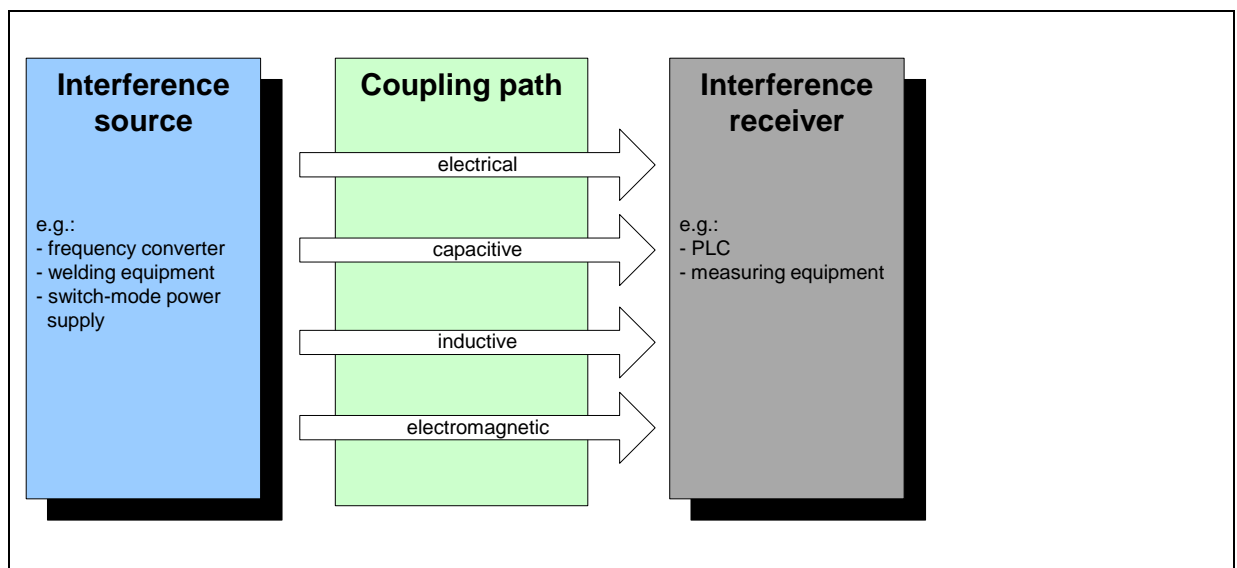 Interference
source
e.g.:
- frequency converter
- welding equipment
- switch-mode power
supply
Coupling path
electrical
capacitive
inductive
electromagnetic
Interference
receiver
e.g.:
- PLC
- measuring equipment